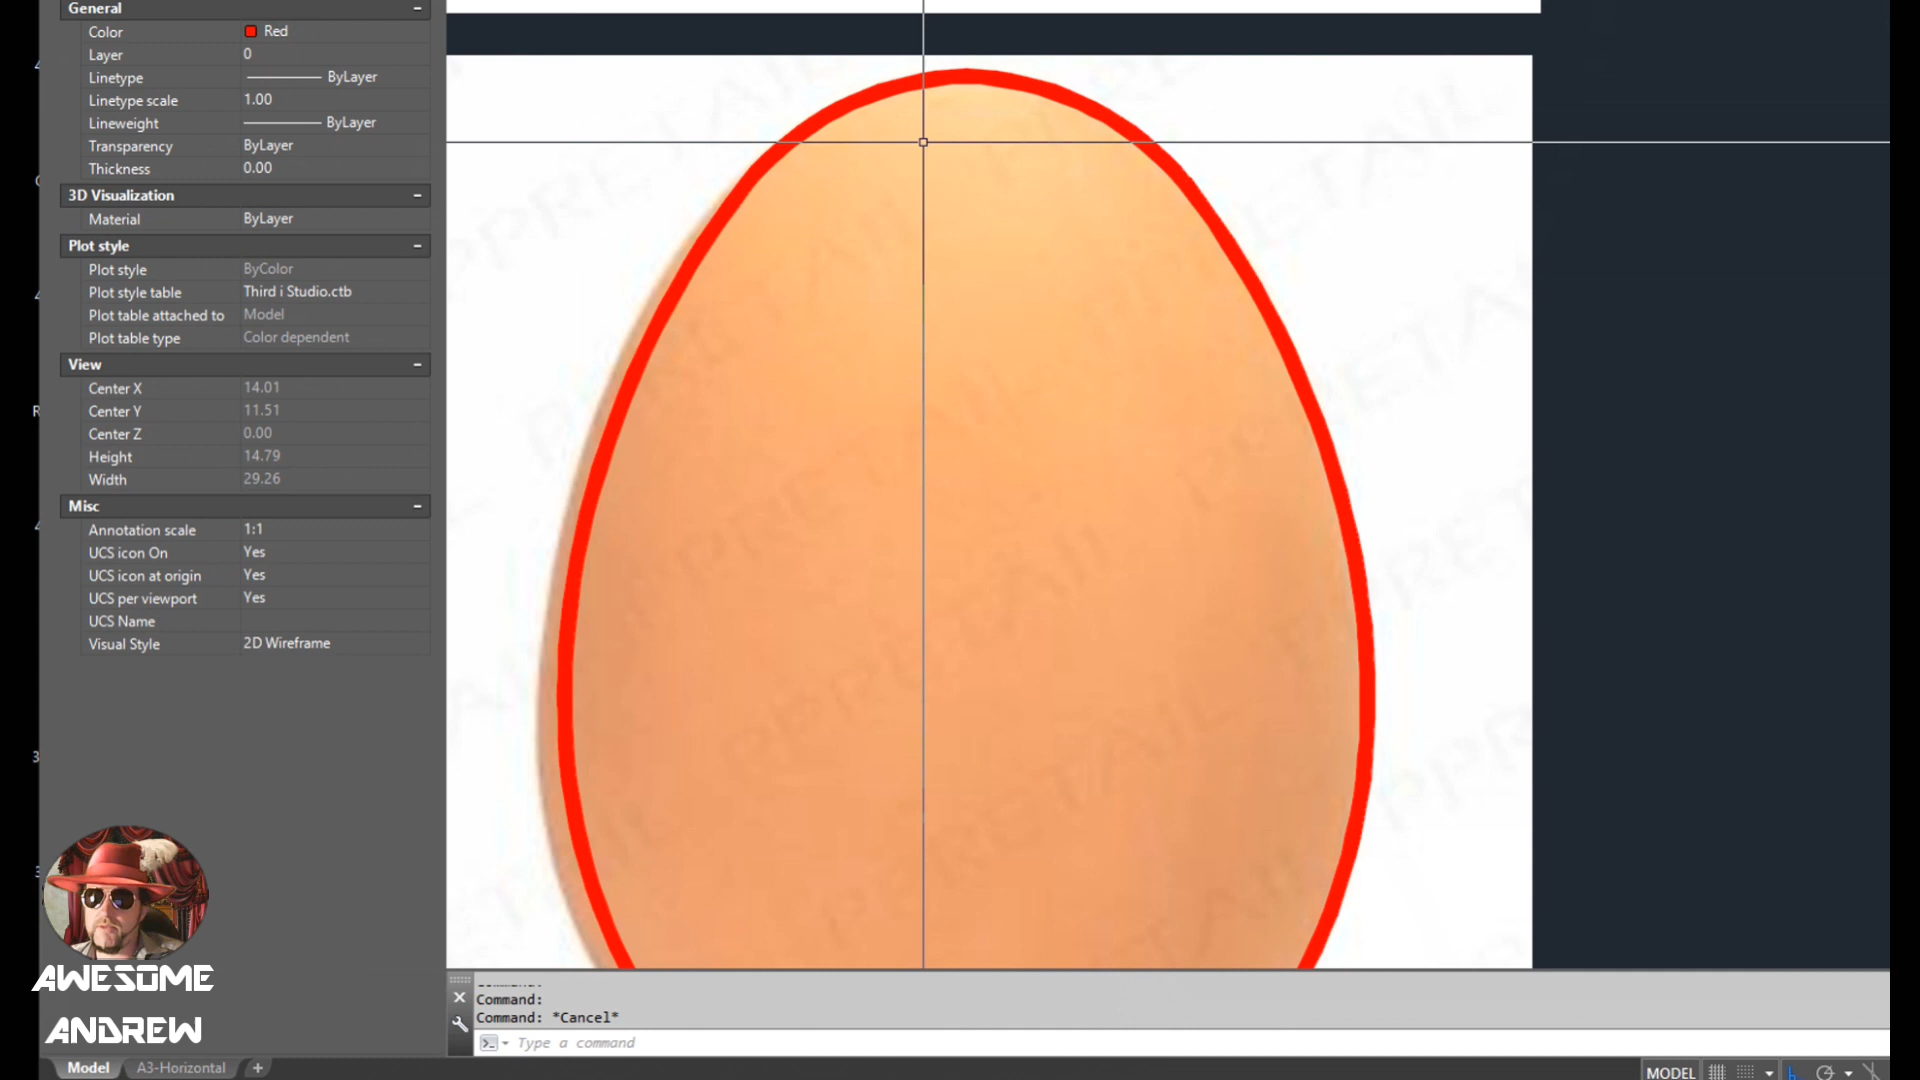 General
Color Red
Layer 0
Linetype ByLayer
Linetype scale 1.00
Lineweight ByLayer
Transparency ByLayer
Thickness 0.00
3D Visualization
Material ByLayer
Plot style
Plot style ByColor
Plot style table Third i Studio.ctb
Plot table attached to Model
Plot table type Color dependent
View
Center X 14.01
Center Y 11.51
Center Z 0.00
Height 14.79
Width 29.26
Misc
Annotation scale 1:1
UCS icon On Yes
UCS icon at origin Yes
UCS per viewport Yes
UCS Name
Visual Style 2D Wireframe
AWESOME
ANDREW
Command:
Command: *Cancel*
Type a command
Model A3-Horizontal +
MODEL